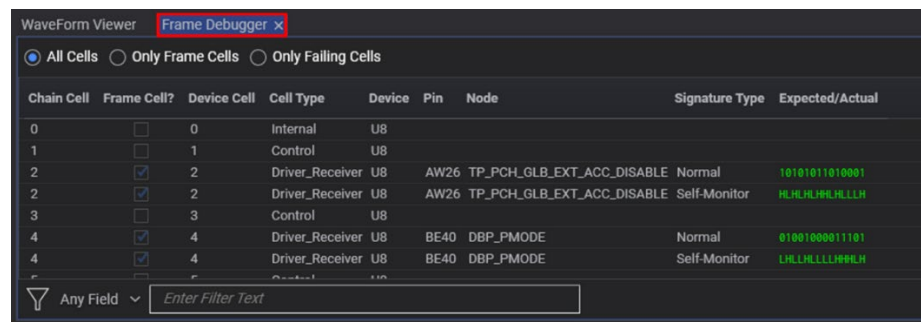 WaveForm Viewer Frame Debugger ×
All Cells Only Frame Cells Only Failing Cells
Chain Cell Frame Cell? Device Cell Cell Type Device Pin Node Signature Type Expected/Actual
0 0 Internal U8
1 1 Control U8
2 2 Driver_Receiver U8 AW26 TP_PCH_GLB_EXT_ACC_DISABLE Normal 10101011010001
2 2 Driver_Receiver U8 AW26 TP_PCH_GLB_EXT_ACC_DISABLE Self-Monitor HLHLHLHHLHLLLH
3 3 Control U8
4 4 Driver_Receiver U8 BE40 DBP_PMODE Normal 01001000011101
4 4 Driver_Receiver U8 BE40 DBP_PMODE Self-Monitor LHLLHLLLLHHHLH
Any Field Enter Filter Text